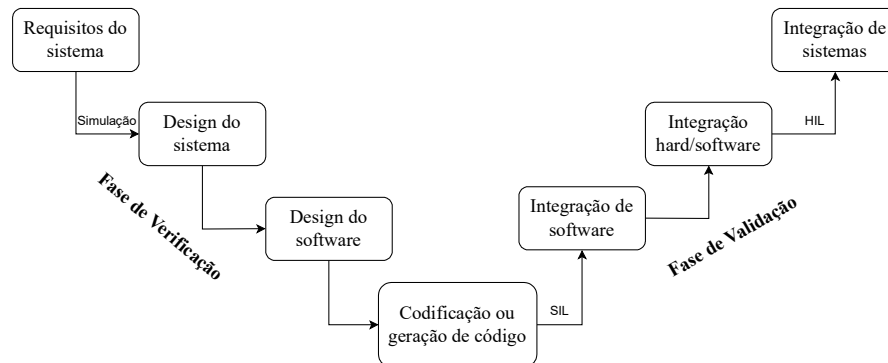 Requisitos do
sistema
Simulação
Design do
sistema
Fase de Verificação
Design do
software
Codificação ou
geração de código
SIL
Integração de
software
Fase de Validação
Integração
hard/software
HIL
Integração de
sistemas